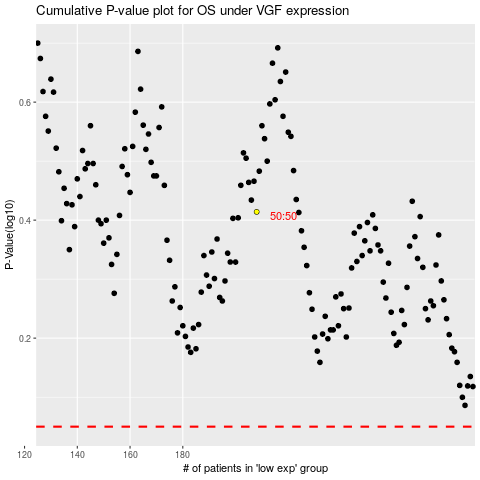 Cumulative P-value plot for OS under VGF expression
P-Value(log10)
0.6
0.4
0.2
50:50
120 140 160 180
# of patients in 'low exp' group